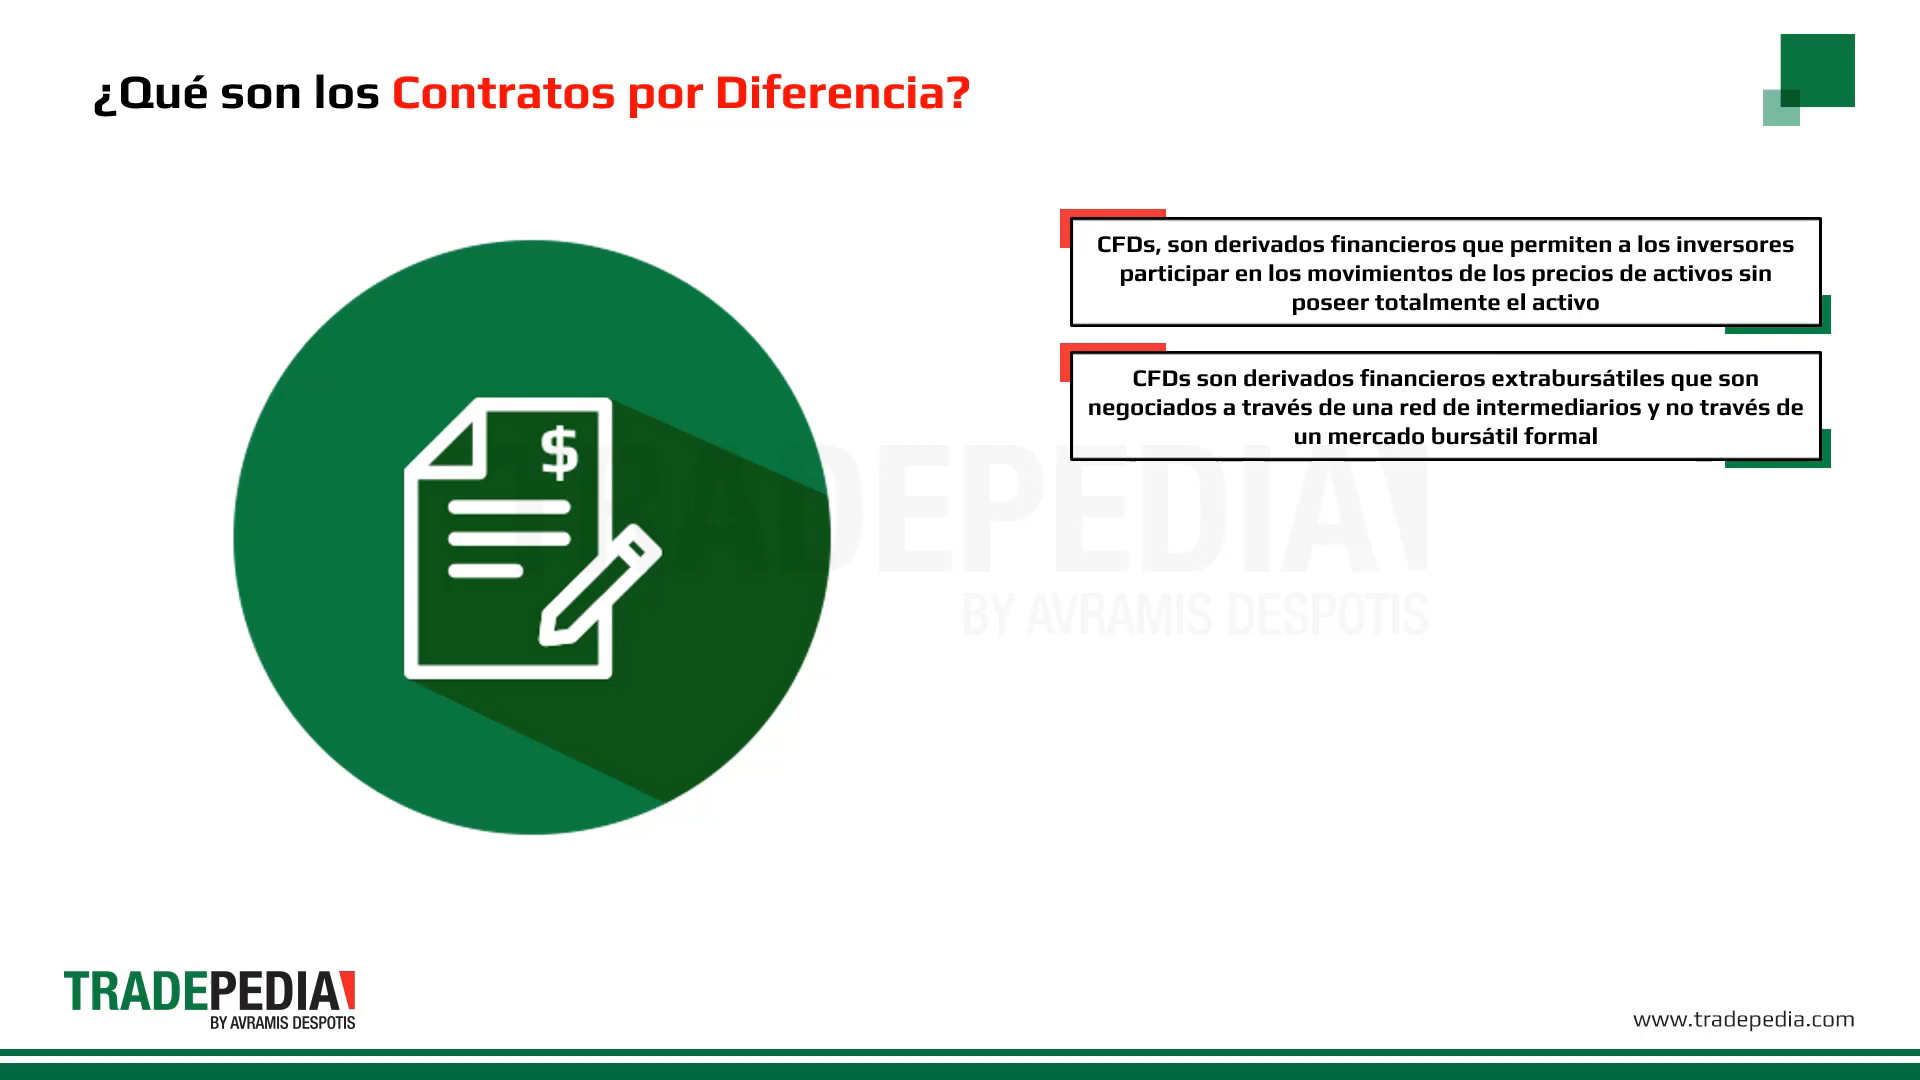 ¿Qué son los Contratos por Diferencia?
CFDs, son derivados financieros que permiten a los inversores
participar en los movimientos de los precios de activos sin
poseer totalmente el activo
CFDs son derivados financieros extrabursátiles que son
negociados a través de una red de intermediarios y no través de
un mercado bursátil formal
$
TRADEPEDIA
BY AVRAMIS DESPOTIS
TRADEPEDIA
BY AVRAMIS DESPOTIS
www.tradepedia.com